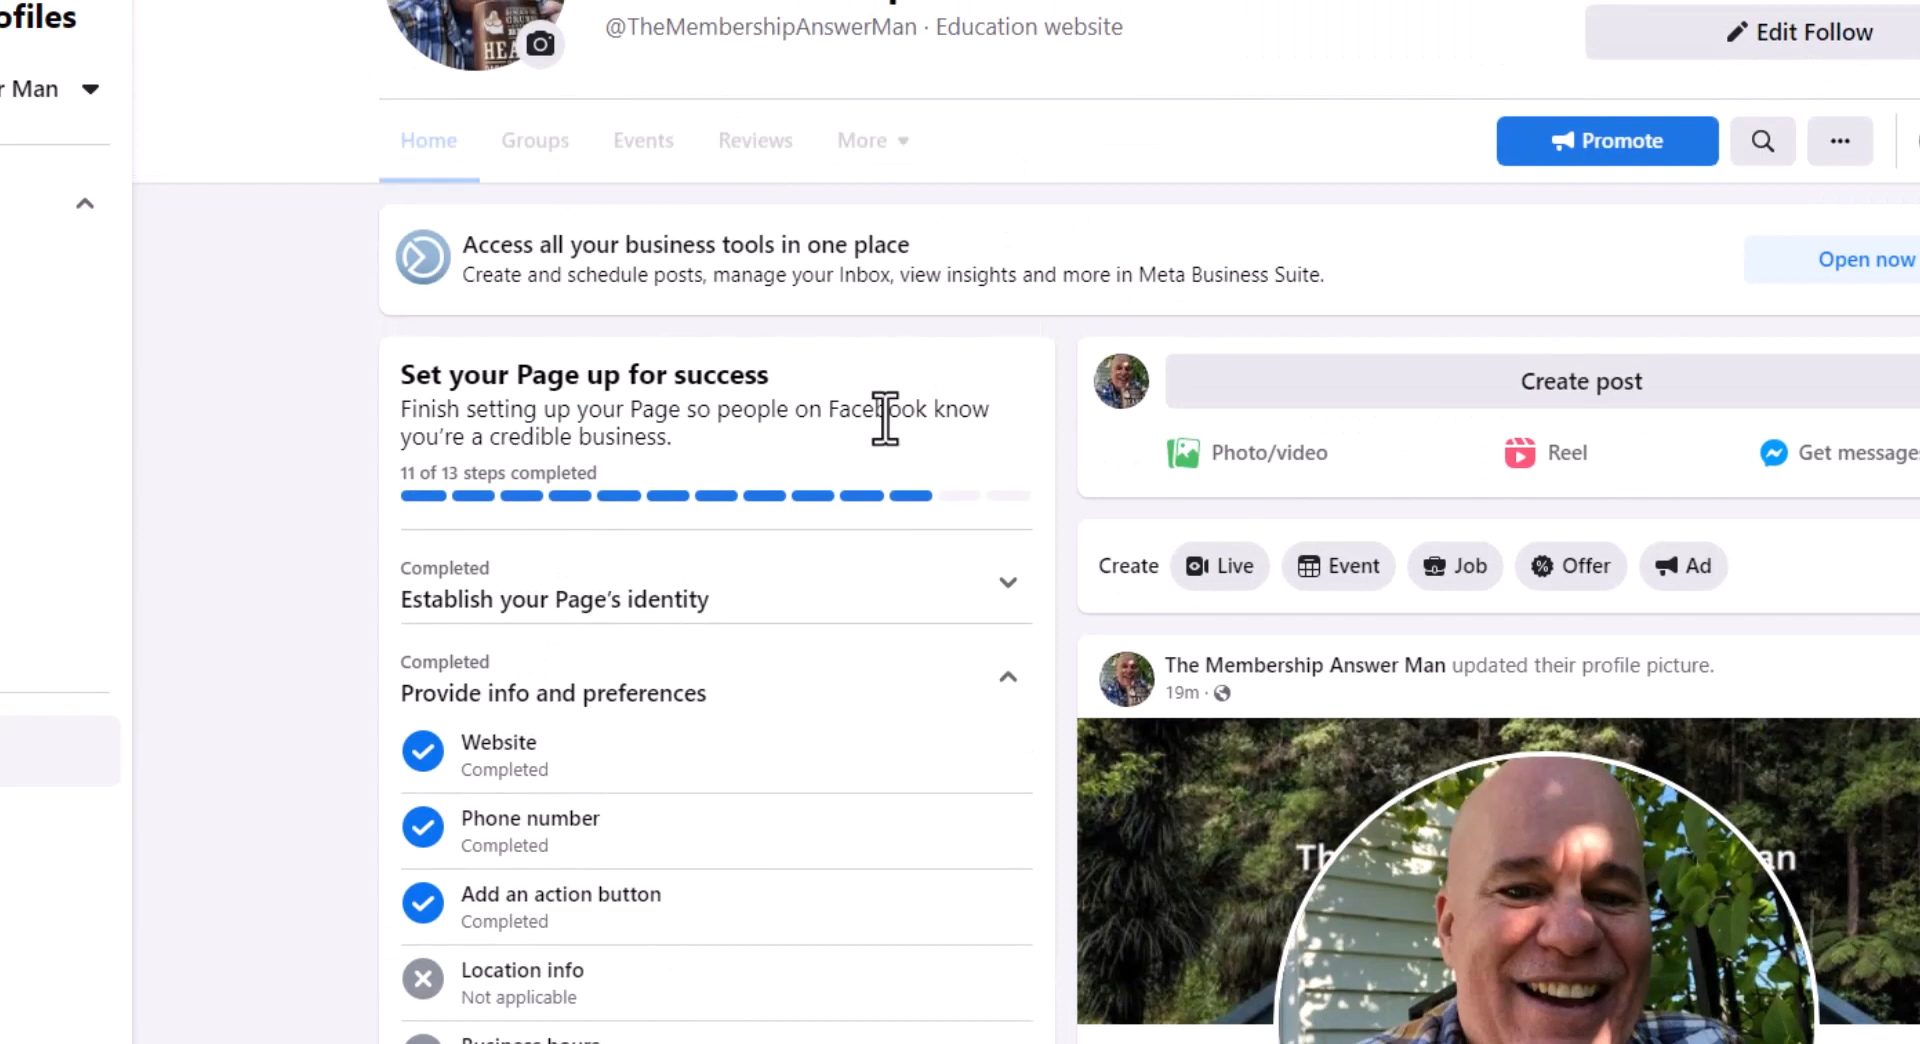 ofiles
@TheMembershipAnswerMan · Education website
Edit Follow
r Man
Home Groups Events Reviews More
Promote
Access all your business tools in one place
Create and schedule posts, manage your Inbox, view insights and more in Meta Business Suite.
Open now
Set your Page up for success
Finish setting up your Page so people on Facebook know
you're a credible business.
11 of 13 steps completed
Completed
Establish your Page's identity
Completed
Provide info and preferences
Website
Completed
Phone number
Completed
Add an action button
Completed
Location info
Not applicable
Business hours
Create post
Photo/video
Reel
Get message
Create Live Event Job Offer Ad
The Membership Answer Man updated their profile picture.
19m ·
Th
an